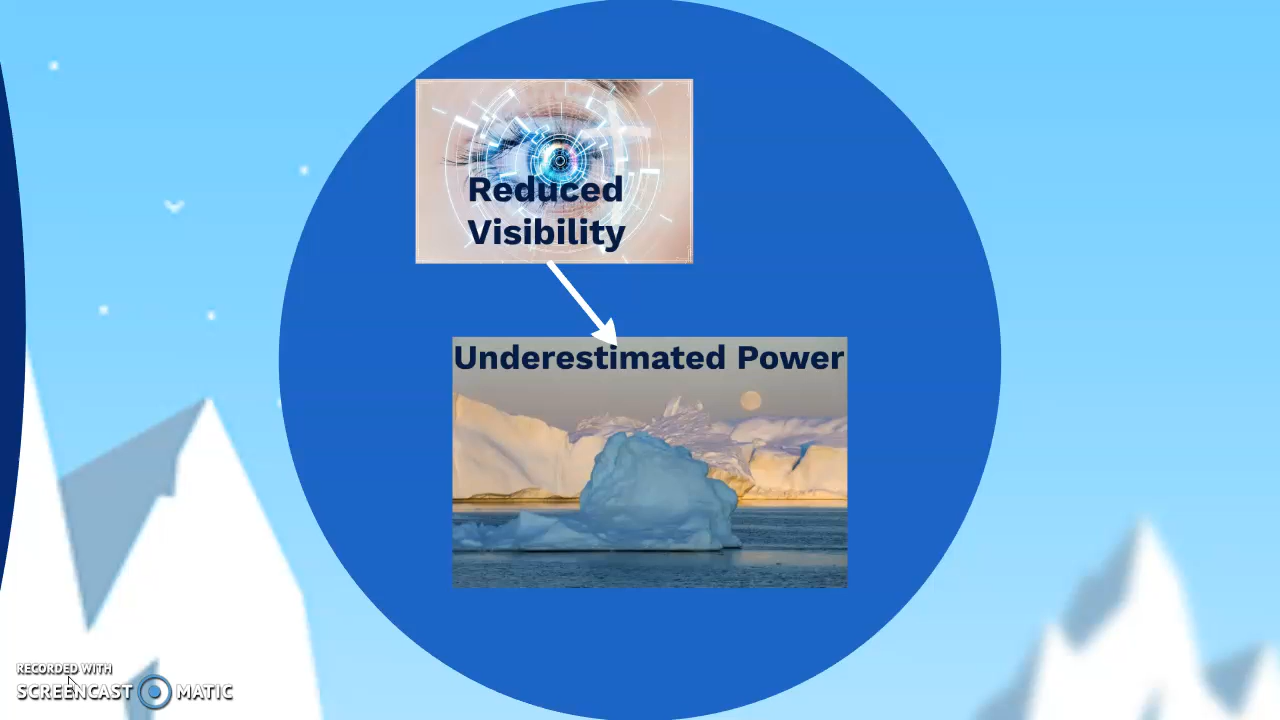 Reduced
Visibility
Underestimated Power
RECORDED WITH
SCREENCAST MATIC